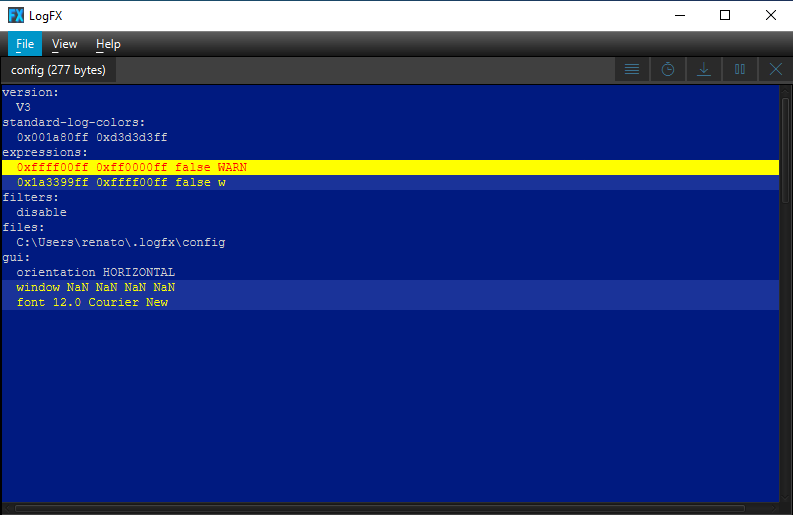 FX LogFX
File View Help
config (277 bytes)
version:
  V3
standard-log-colors:
  0x001a80ff 0xd3d3d3ff
expressions:
  0xffff00ff 0xff0000ff false WARN
  0x1a3399ff 0xffff00ff false w
filters:
  disable
files:
  C:\Users\renato\.logfx\config
gui:
  orientation HORIZONTAL
  window NaN NaN NaN NaN
  font 12.0 Courier New